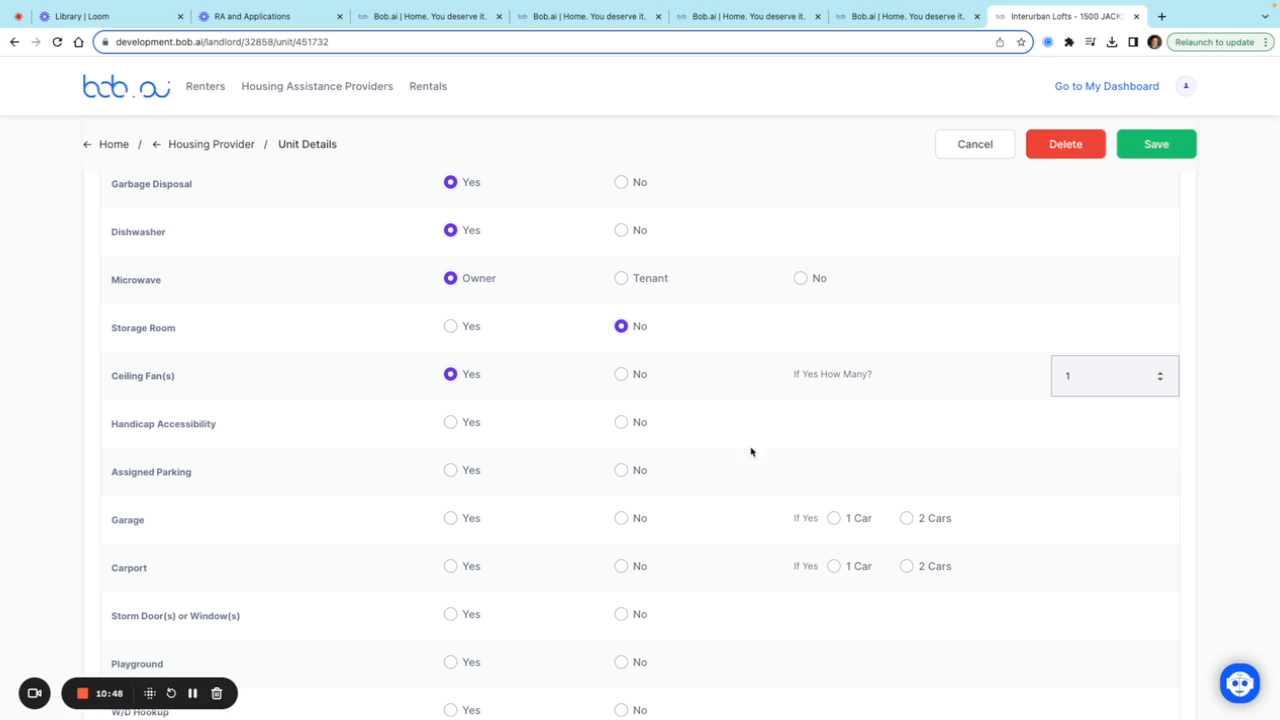 Library | Loom
RA and Applications
Bob.ai | Home. You deserve it.
Bob.ai | Home. You deserve it.
Bob.ai | Home. You deserve it.
Bob.ai | Home. You deserve it.
Interurban Lofts - 1500 JACKS
development.bob.ai/landlord/32858/unit/451732
Relaunch to update
bob.ai
Renters
Housing Assistance Providers
Rentals
Go to My Dashboard
Home / Housing Provider / Unit Details
Cancel
Delete
Save
Garbage Disposal Yes No
Dishwasher Yes No
Microwave Owner Tenant No
Storage Room Yes No
Ceiling Fan(s) Yes No If Yes How Many? 1
Handicap Accessibility Yes No
Assigned Parking Yes No
Garage Yes No If Yes 1 Car 2 Cars
Carport Yes No If Yes 1 Car 2 Cars
Storm Door(s) or Window(s) Yes No
Playground Yes No
10:48
W/D Hookup Yes No